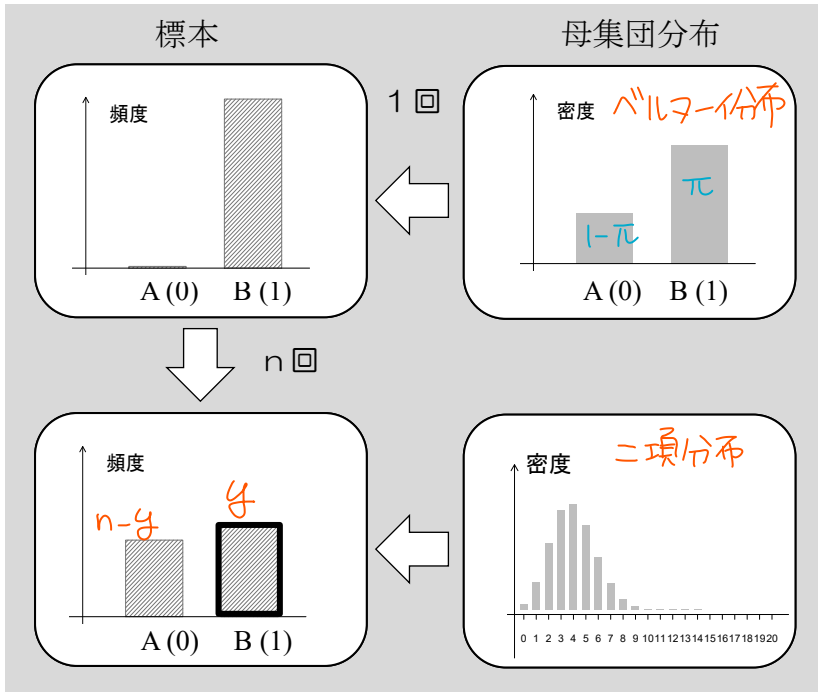 標本
母集団分布
頻度
A (0) B (1)
1回
密度 ベルヌーイ分布
1-π
π
A (0) B (1)
n回
頻度
n-y
y
A (0) B (1)
密度
二項分布
0 1 2 3 4 5 6 7 8 9 10 11 12 13 14 15 16 17 18 19 20